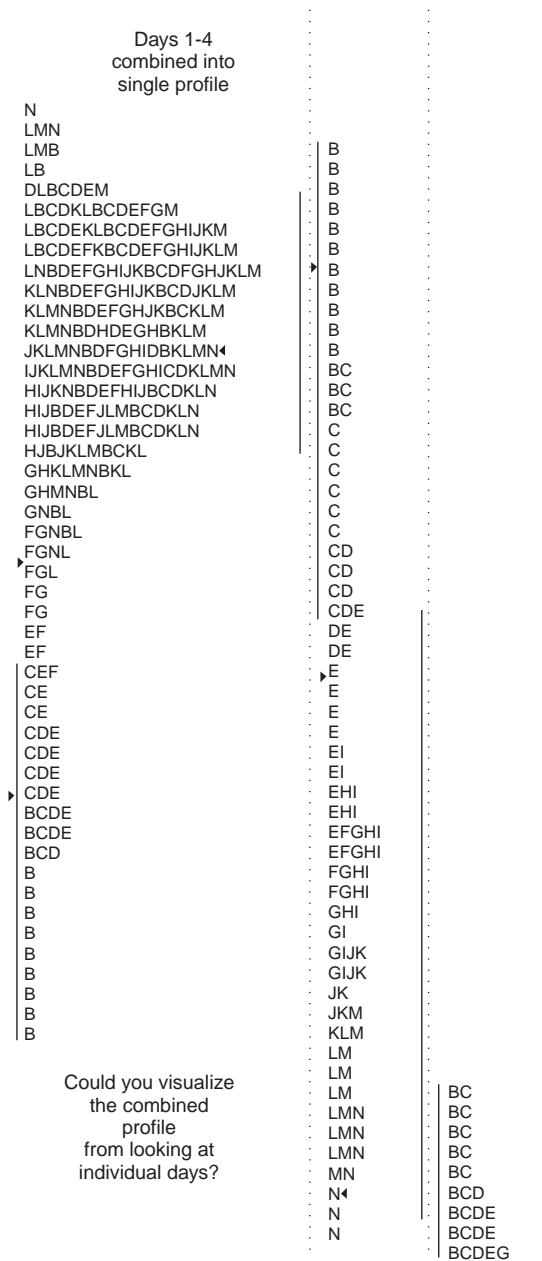 Days 1-4
combined into
single profile
N
LMN
LMB
LB
DLBCDEM
LBCDKLBCDEFGM
LBCDEKLBCDEFGHIJKM
LBCDEFKBCDEFGHIJKLM
LNBDEFGHIJKBCDFGHJKLM
KLNBDEFGHIJKBCDJKLM
KLMNBDEFGHJKBCKLM
KLMNBDHDEGHBKLM
JKLMNBDFGHIDBKLMN
IJKLMNBDEFGHICDKLMN
HIJKNBDEFHIJBCDKLN
HIJBDEFJLMBCDKLN
HIJBDEFJLMBCDKLN
HJBJKLMBCKL
GHKLMNBKL
GHMNBL
GNBL
FGNBL
FGNL
FGL
FG
FG
EF
EF
CEF
CE
CE
CDE
CDE
CDE
CDE
BCDE
BCDE
BCD
B
B
B
B
B
B
B
B
B
Could you visualize
the combined
profile
from looking at
individual days?
B
B
B
B
B
B
B
B
B
B
B
BC
BC
BC
C
C
C
C
C
C
CD
CD
CD
CDE
DE
DE
E
E
E
E
EI
EI
EHI
EHI
EFGHI
EFGHI
FGHI
FGHI
GHI
GI
GIJK
GIJK
JK
JKM
KLM
LM
LM
LM
LMN
LMN
LMN
MN
N
N
N
BC
BC
BC
BC
BC
BCD
BCDE
BCDE
BCDEG